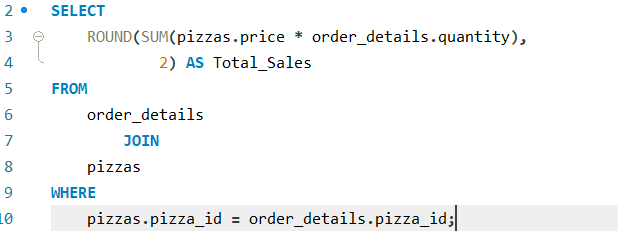 2 SELECT
3 ROUND(SUM(pizzas.price * order_details.quantity),
4 2) AS Total_Sales
5 FROM
6 order_details
7 JOIN
8 pizzas
9 WHERE
10 pizzas.pizza_id = order_details.pizza_id;